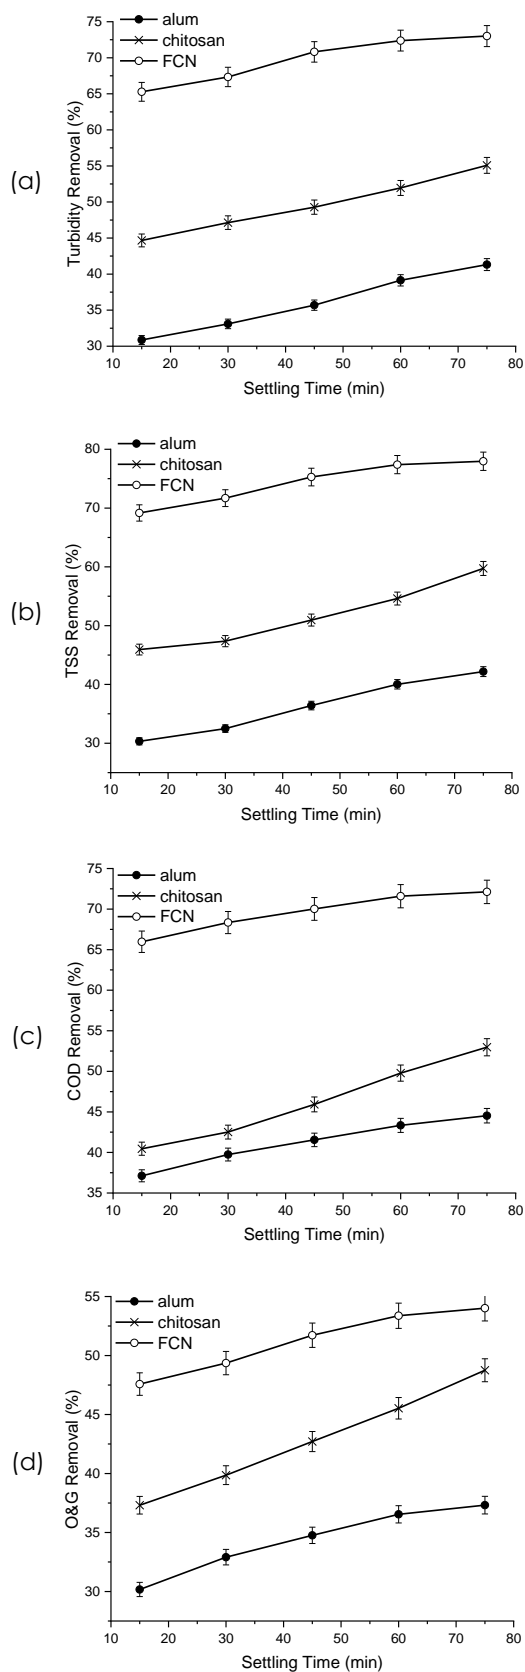 (a)
alum
chitosan
FCN
Turbidity Removal (%)
75
70
65
60
55
50
45
40
35
30
10 20 30 40 50 60 70 80
Settling Time (min)
(b)
alum
chitosan
FCN
TSS Removal (%)
80
70
60
50
40
30
10 20 30 40 50 60 70 80
Settling Time (min)
(c)
alum
chitosan
FCN
COD Removal (%)
75
70
65
60
55
50
45
40
35
10 20 30 40 50 60 70 80
Settling Time (min)
(d)
alum
chitosan
FCN
O&G Removal (%)
55
50
45
40
35
30
10 20 30 40 50 60 70 80
Settling Time (min)